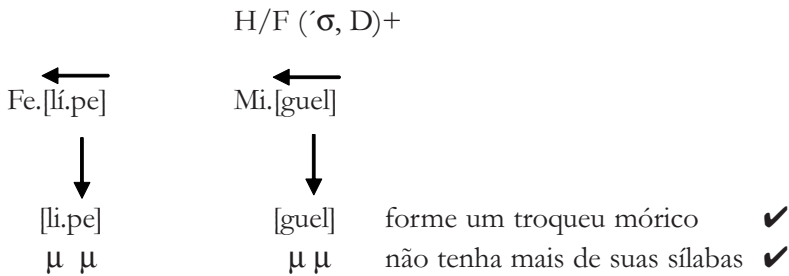 H/F (´σ, D)+
Fe.[lí.pe] Mi.[guel]
[li.pe] [guel] forme um troqueu mórico ✔
μ μ μ μ não tenha mais de suas sílabas ✔